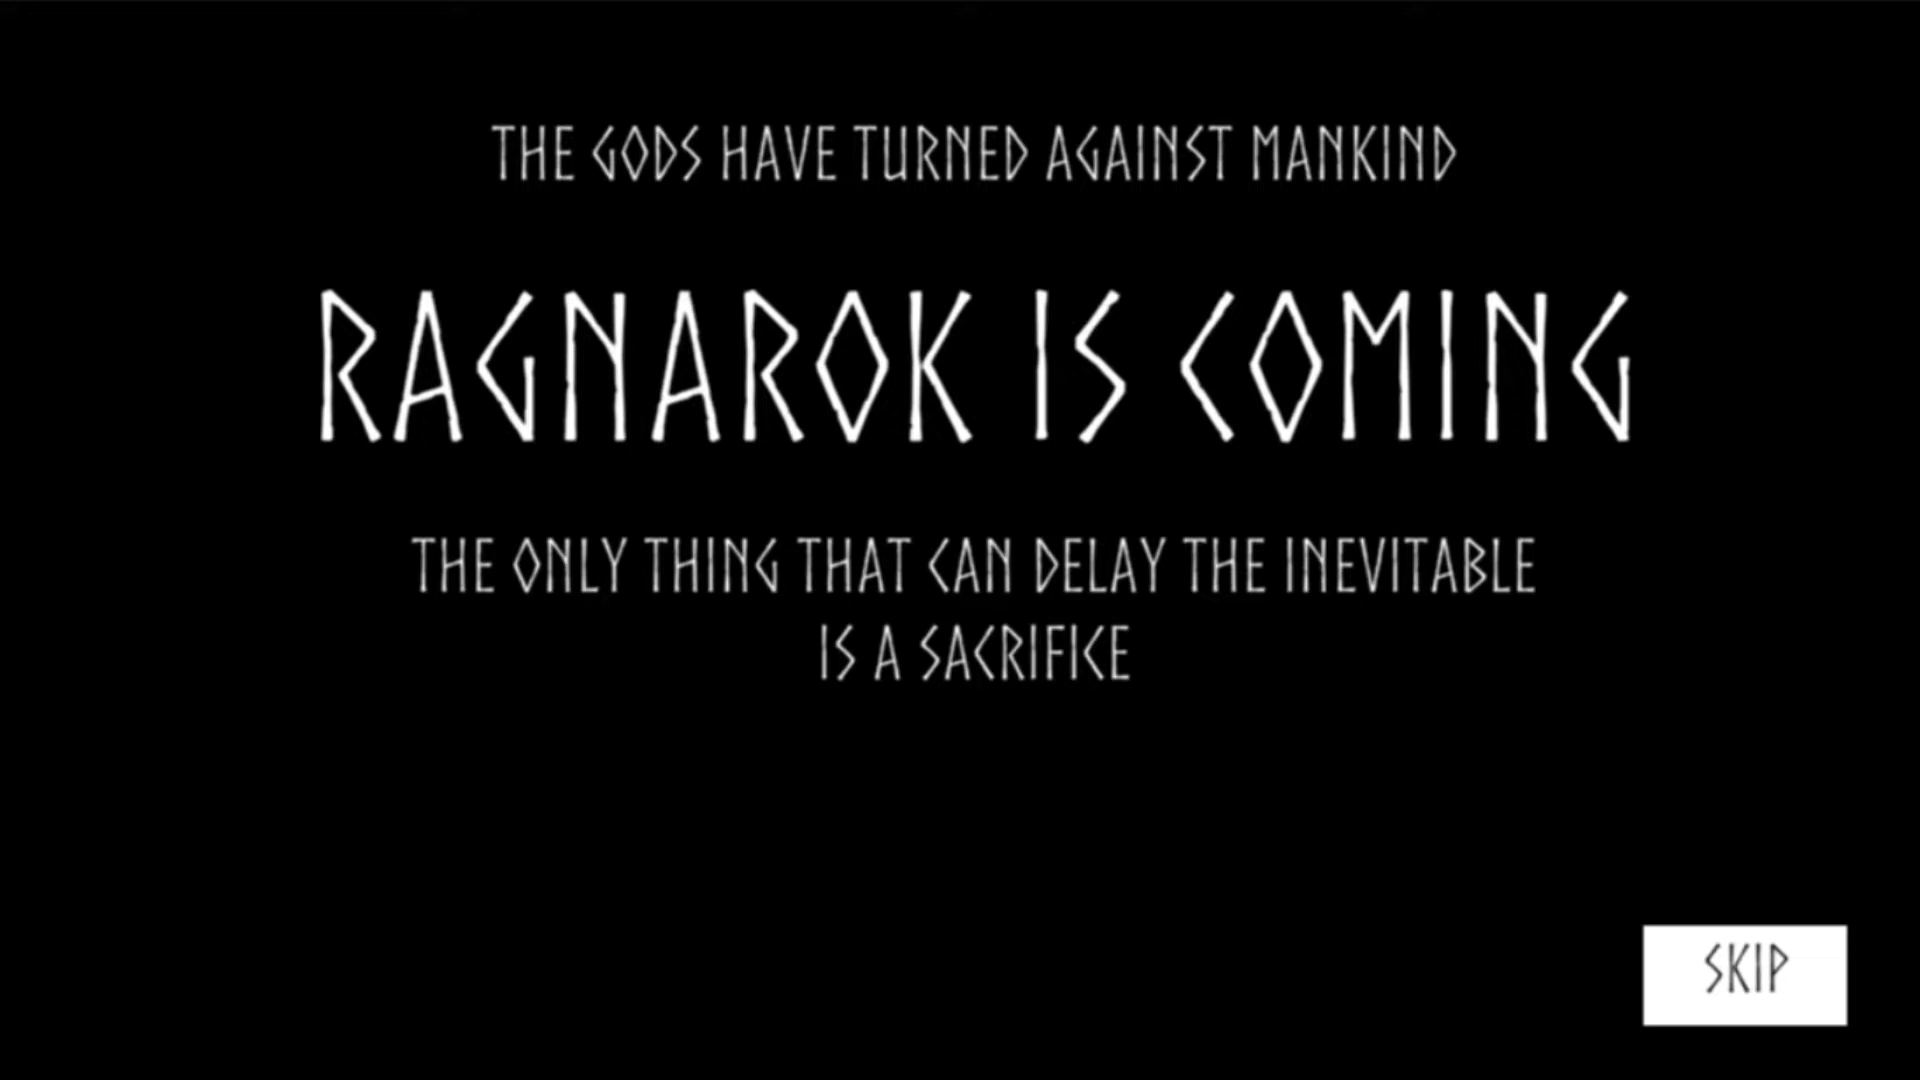 THE GODS HAVE TURNED AGAINST MANKIND
RAGNAROK IS COMING
THE ONLY THING THAT CAN DELAY THE INEVITABLE
IS A SACRIFICE
SKIP